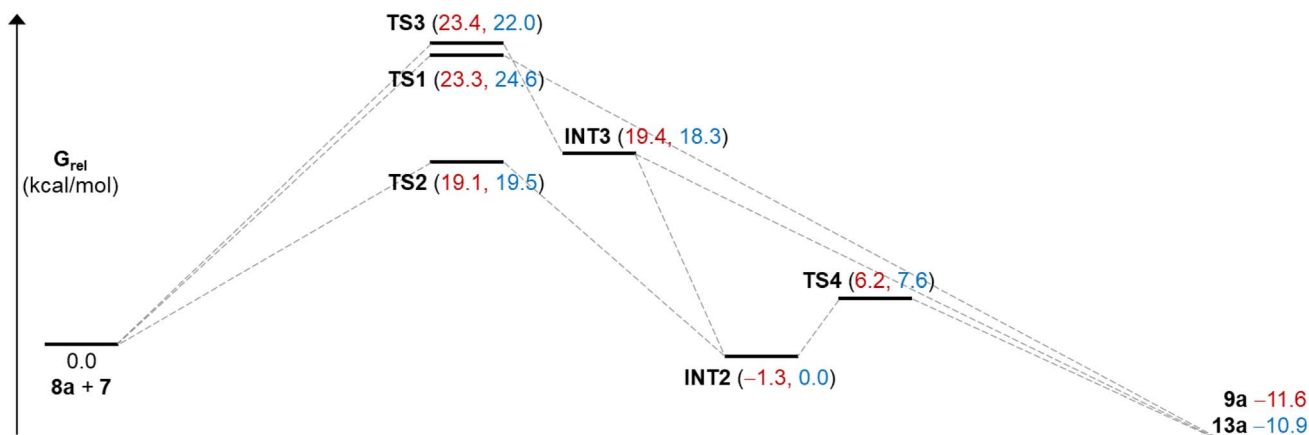 TS3 (23.4, 22.0)
TS1 (23.3, 24.6)
INT3 (19.4, 18.3)
Grel
(kcal/mol)
TS2 (19.1, 19.5)
TS4 (6.2, 7.6)
0.0
8a + 7
INT2 (−1.3, 0.0)
9a −11.6
13a −10.9